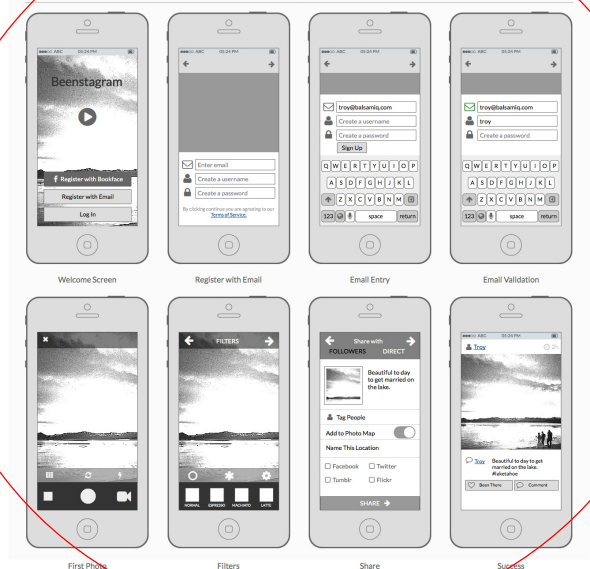 ABC 05:24 PM
Beenstagram
Register with Bookface
Register with Email
Log In
Welcome Screen
ABC 05:24 PM
Enter email
Create a username
Create a password
By clicking continue you are agreeing to our
Terms of Service.
Register with Email
ABC 05:24 PM
troy@balsamiq.com
Create a username
Create a password
Sign Up
Q W E R T Y U I O P
A S D F G H J K L
Z X C V B N M
123 space return
Email Entry
ABC 05:24 PM
troy@balsamiq.com
troy
Create a password
Q W E R T Y U I O P
A S D F G H J K L
Z X C V B N M
123 space return
Email Validation
First Photo
FILTERS
NORMAL ESPRESSO MACHIATO LATTE
Filters
Share with
FOLLOWERS DIRECT
Beautiful to day
to get married on
the lake.
Tag People
Add to Photo Map
Name This Location
Facebook Twitter
Tumblr Flickr
SHARE
Share
ABC 05:24 PM
Troy 2h
Troy Beautiful to day to get
married on the lake.
#laketahoe
Been There Comment
Success